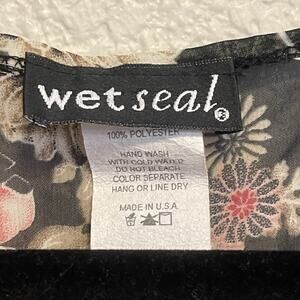 wet seal®
100% POLYESTER
HAND WASH
WITH COLD WATER
DO NOT BLEACH
COLOR SEPARATE
HANG OR LINE DRY
MADE IN U.S.A.